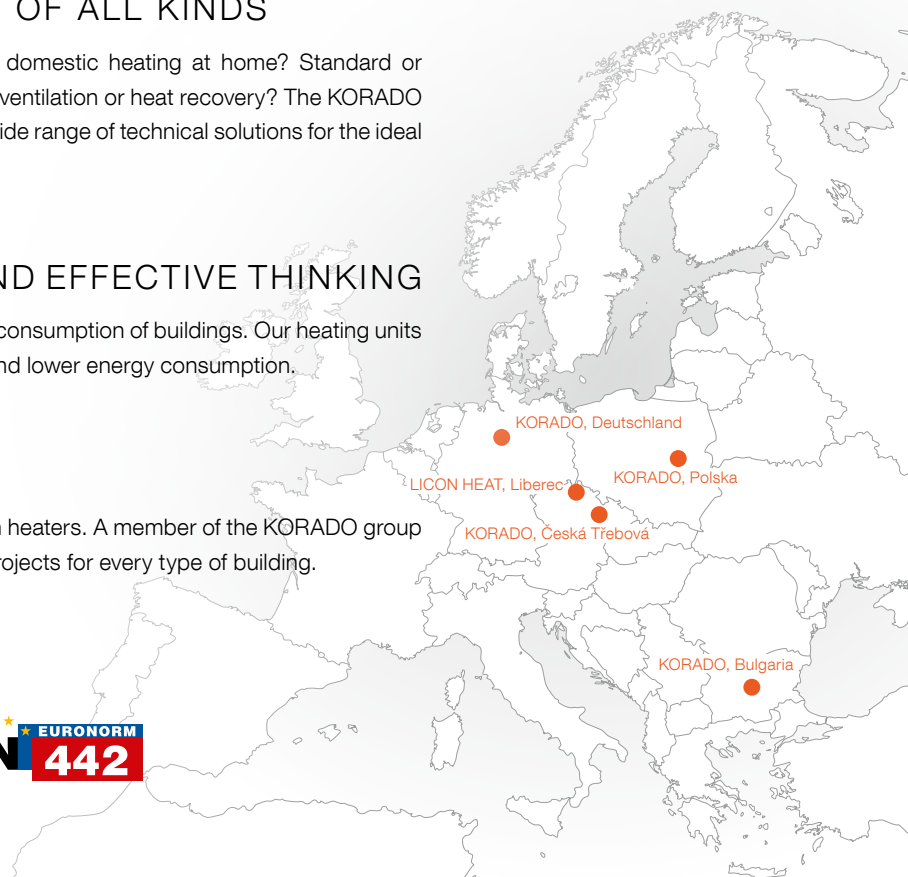 OF ALL KINDS
domestic heating at home? Standard or
ventilation or heat recovery? The KORADO
ide range of technical solutions for the ideal
ND EFFECTIVE THINKING
consumption of buildings. Our heating units
nd lower energy consumption.
KORADO, Deutschland
KORADO, Polska
LICON HEAT, Liberec
KORADO, Česká Třebová
n heaters. A member of the KORADO group
rojects for every type of building.
KORADO, Bulgaria
N EURONORM
442